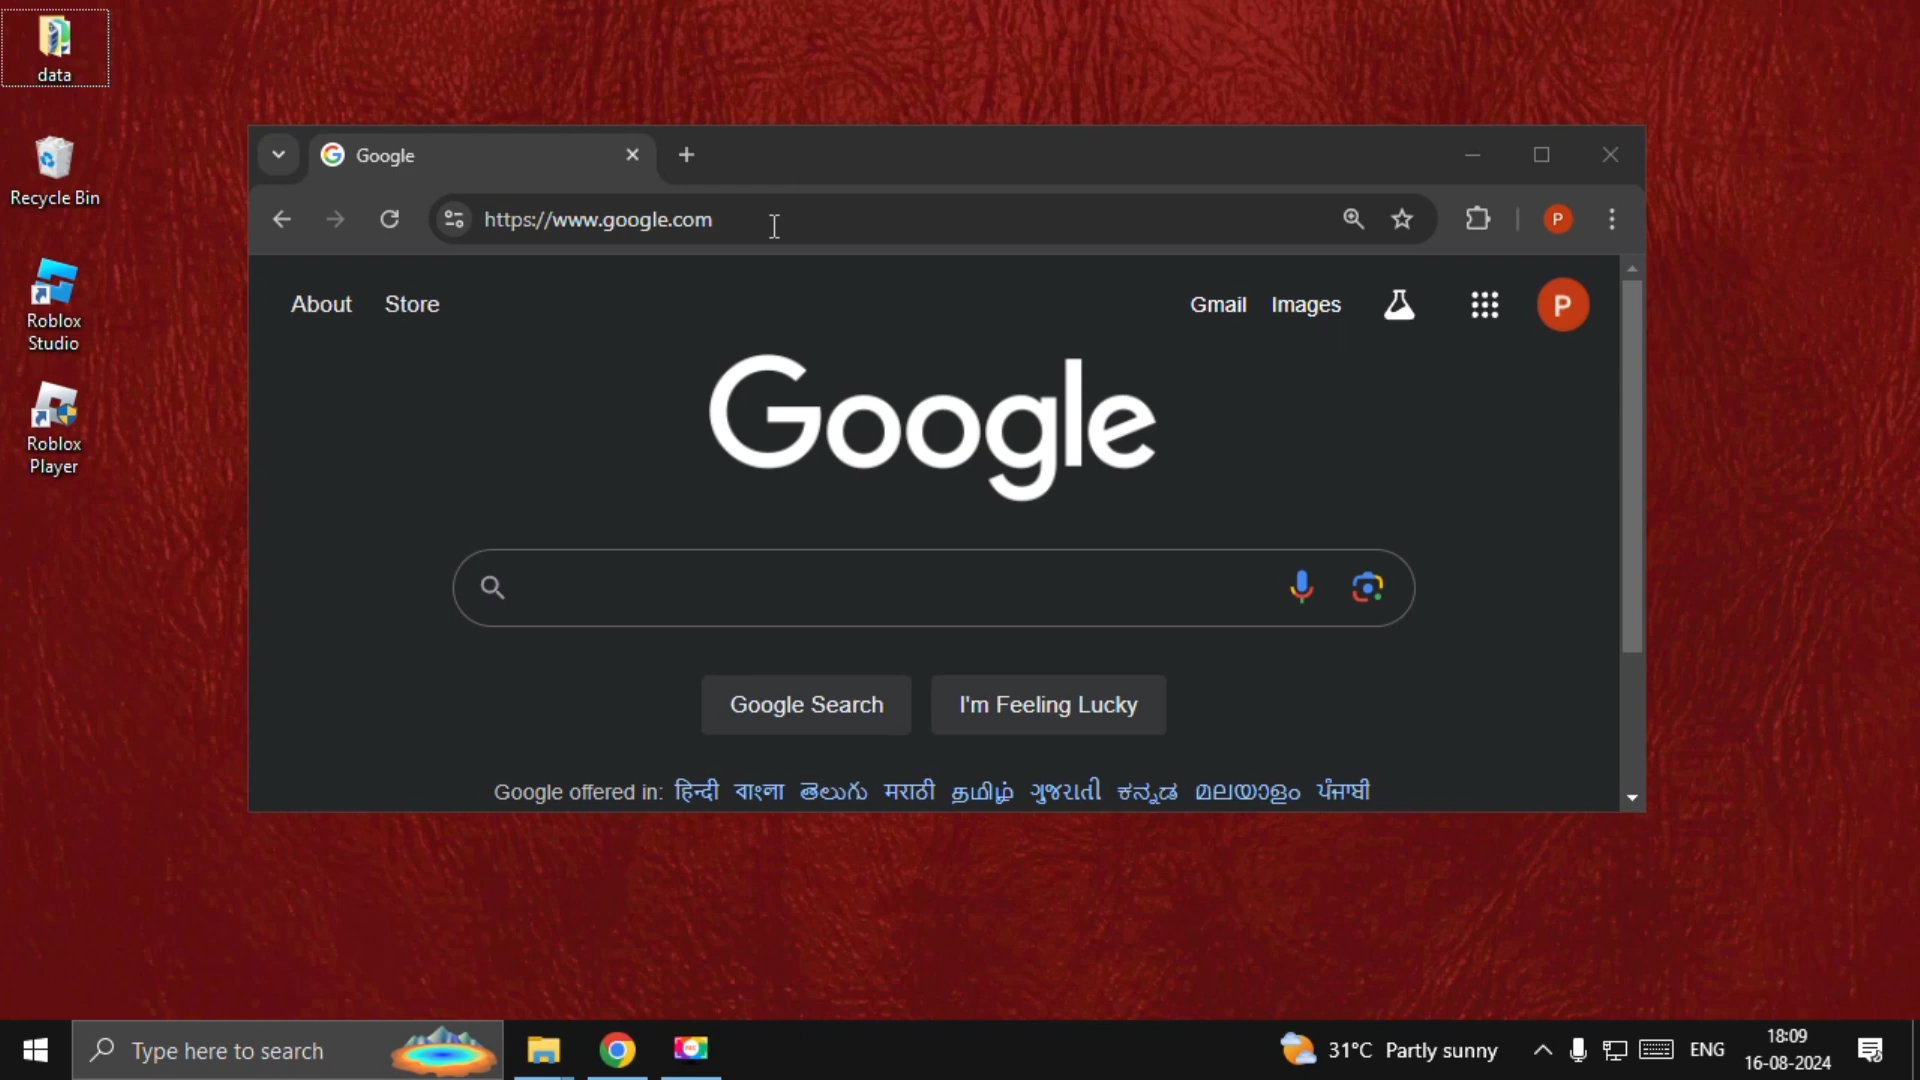 data
Recycle Bin
Roblox
Studio
Roblox
Player
Google
https://www.google.com
P
About Store
Gmail Images
P
Google
Google Search
I'm Feeling Lucky
Google offered in: हिन्दी বাংলা తెలుగు मराठी தமிழ் ગુજરાતી ಕನ್ನಡ മലയാളം ਪੰਜਾਬੀ
Type here to search
31°C Partly sunny
ENG
18:09
16-08-2024